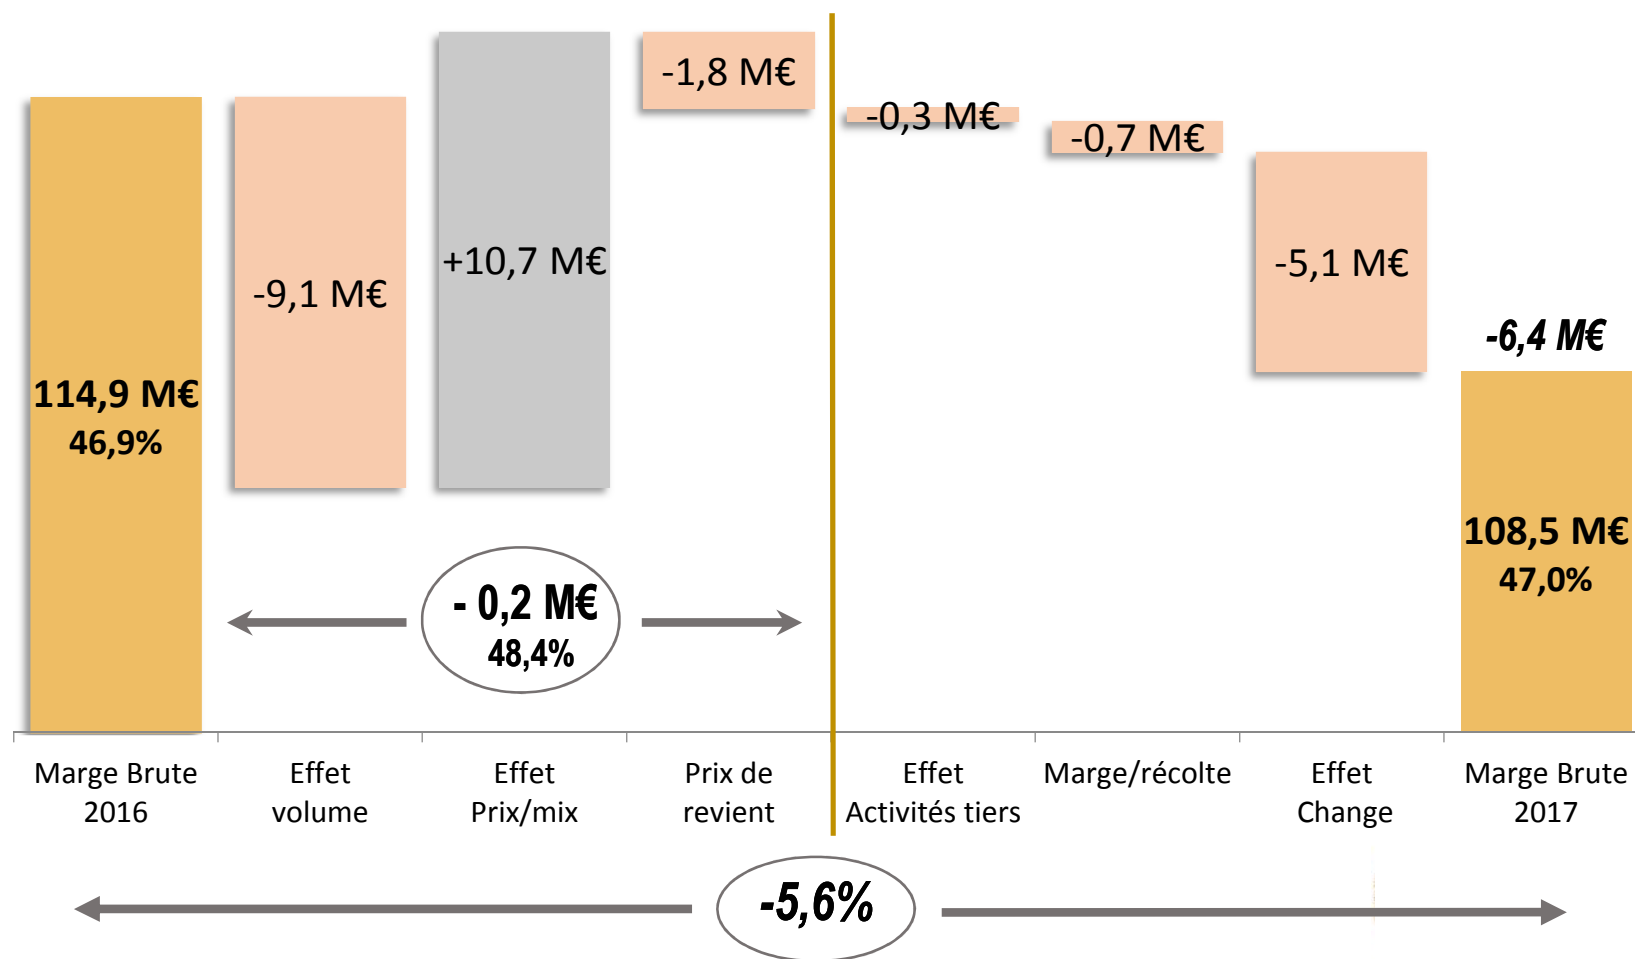 -1,8 M€
-0,3 M€
-0,7 M€
+10,7 M€
-5,1 M€
-9,1 M€
-6,4 M€
114,9 M€
46,9%
108,5 M€
47,0%
- 0,2 M€
48,4%
Marge Brute
2016
Effet
volume
Effet
Prix/mix
Prix de
revient
Effet
Activités tiers
Marge/récolte
Effet
Change
Marge Brute
2017
-5,6%